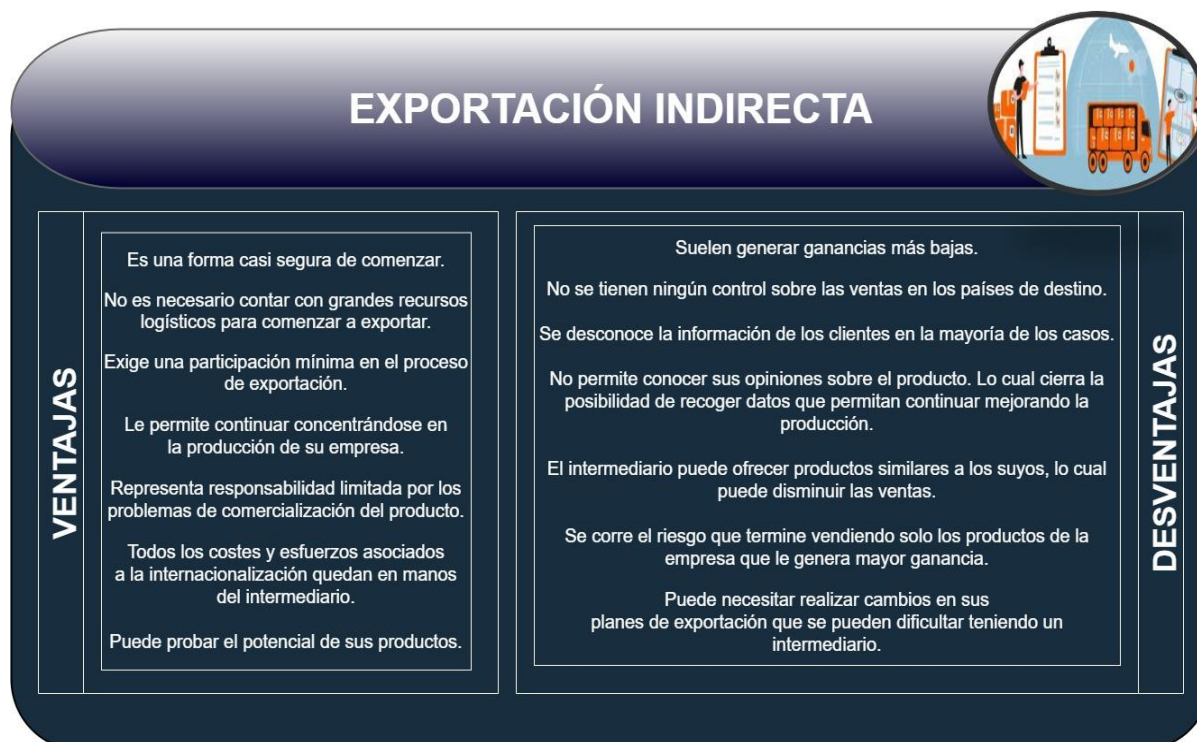 EXPORTACIÓN INDIRECTA
VENTAJAS
Es una forma casi segura de comenzar.
No es necesario contar con grandes recursos
logísticos para comenzar a exportar.
Exige una participación mínima en el proceso
de exportación.
Le permite continuar concentrándose en
la producción de su empresa.
Representa responsabilidad limitada por los
problemas de comercialización del producto.
Todos los costes y esfuerzos asociados
a la internacionalización quedan en manos
del intermediario.
Puede probar el potencial de sus productos.
Suelen generar ganancias más bajas.
No se tienen ningún control sobre las ventas en los países de destino.
Se desconoce la información de los clientes en la mayoría de los casos.
No permite conocer sus opiniones sobre el producto. Lo cual cierra la
posibilidad de recoger datos que permitan continuar mejorando la
producción.
El intermediario puede ofrecer productos similares a los suyos, lo cual
puede disminuir las ventas.
Se corre el riesgo que termine vendiendo solo los productos de la
empresa que le genera mayor ganancia.
Puede necesitar realizar cambios en sus
planes de exportación que se pueden dificultar teniendo un
intermediario.
DESVENTAJAS